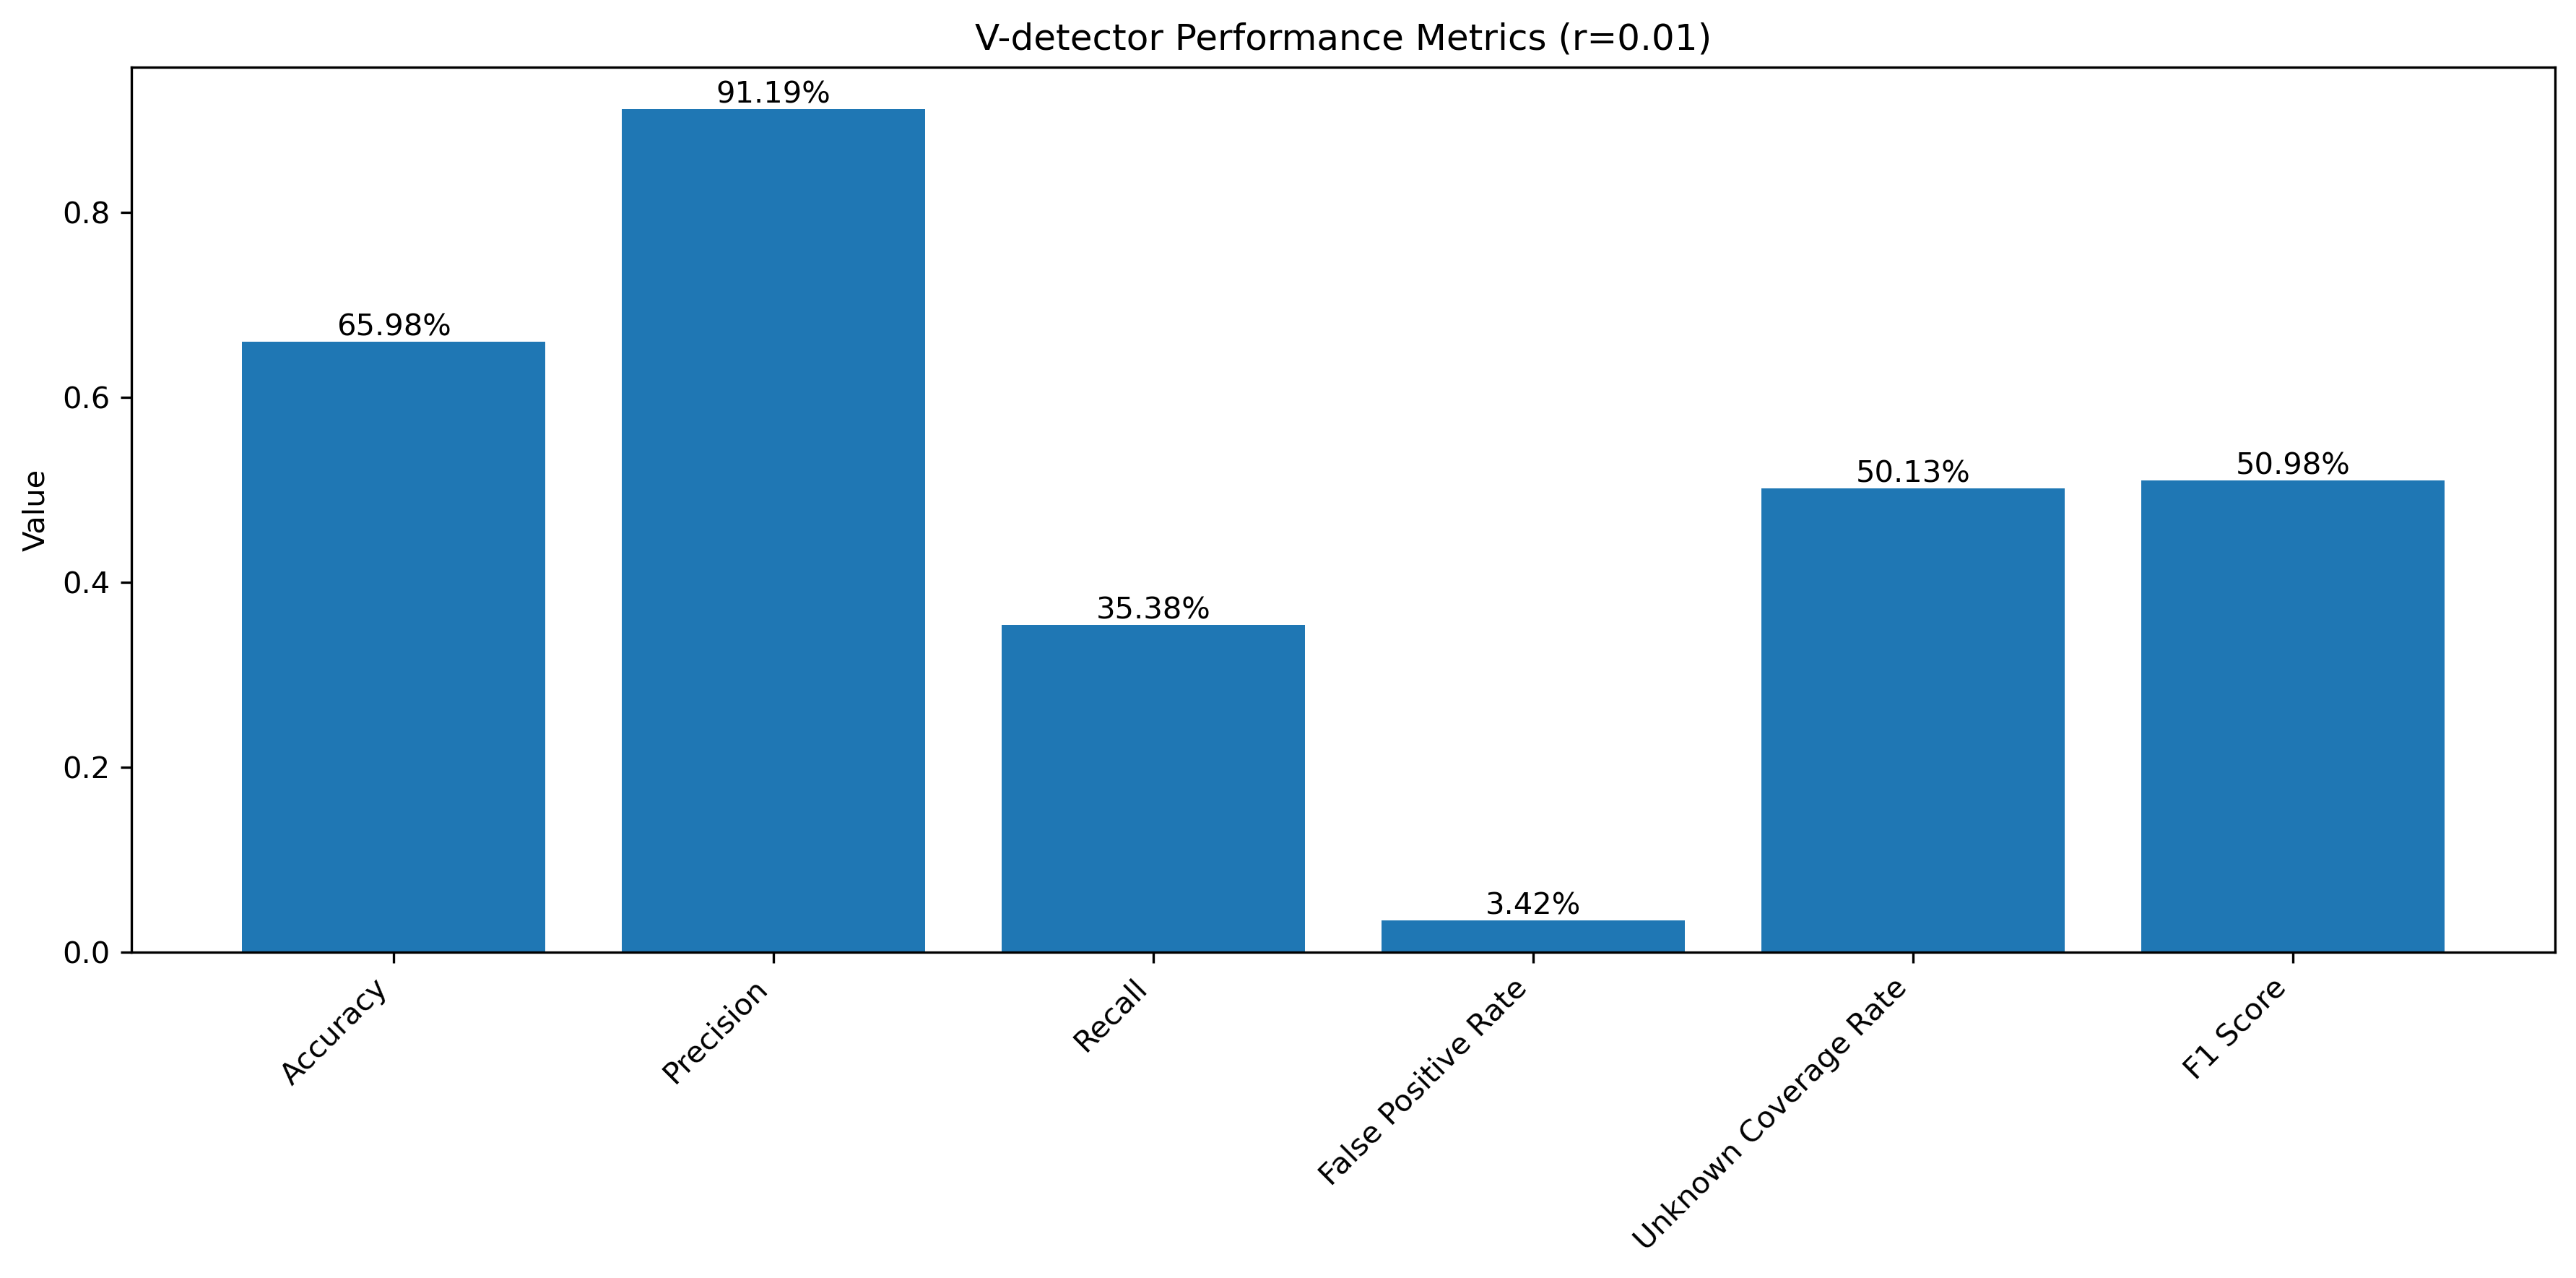 V-detector Performance Metrics (r=0.01)
Value
0.8
0.6
0.4
0.2
0.0
65.98%
91.19%
35.38%
3.42%
50.13%
50.98%
Accuracy
Precision
Recall
False Positive Rate
Unknown Coverage Rate
F1 Score